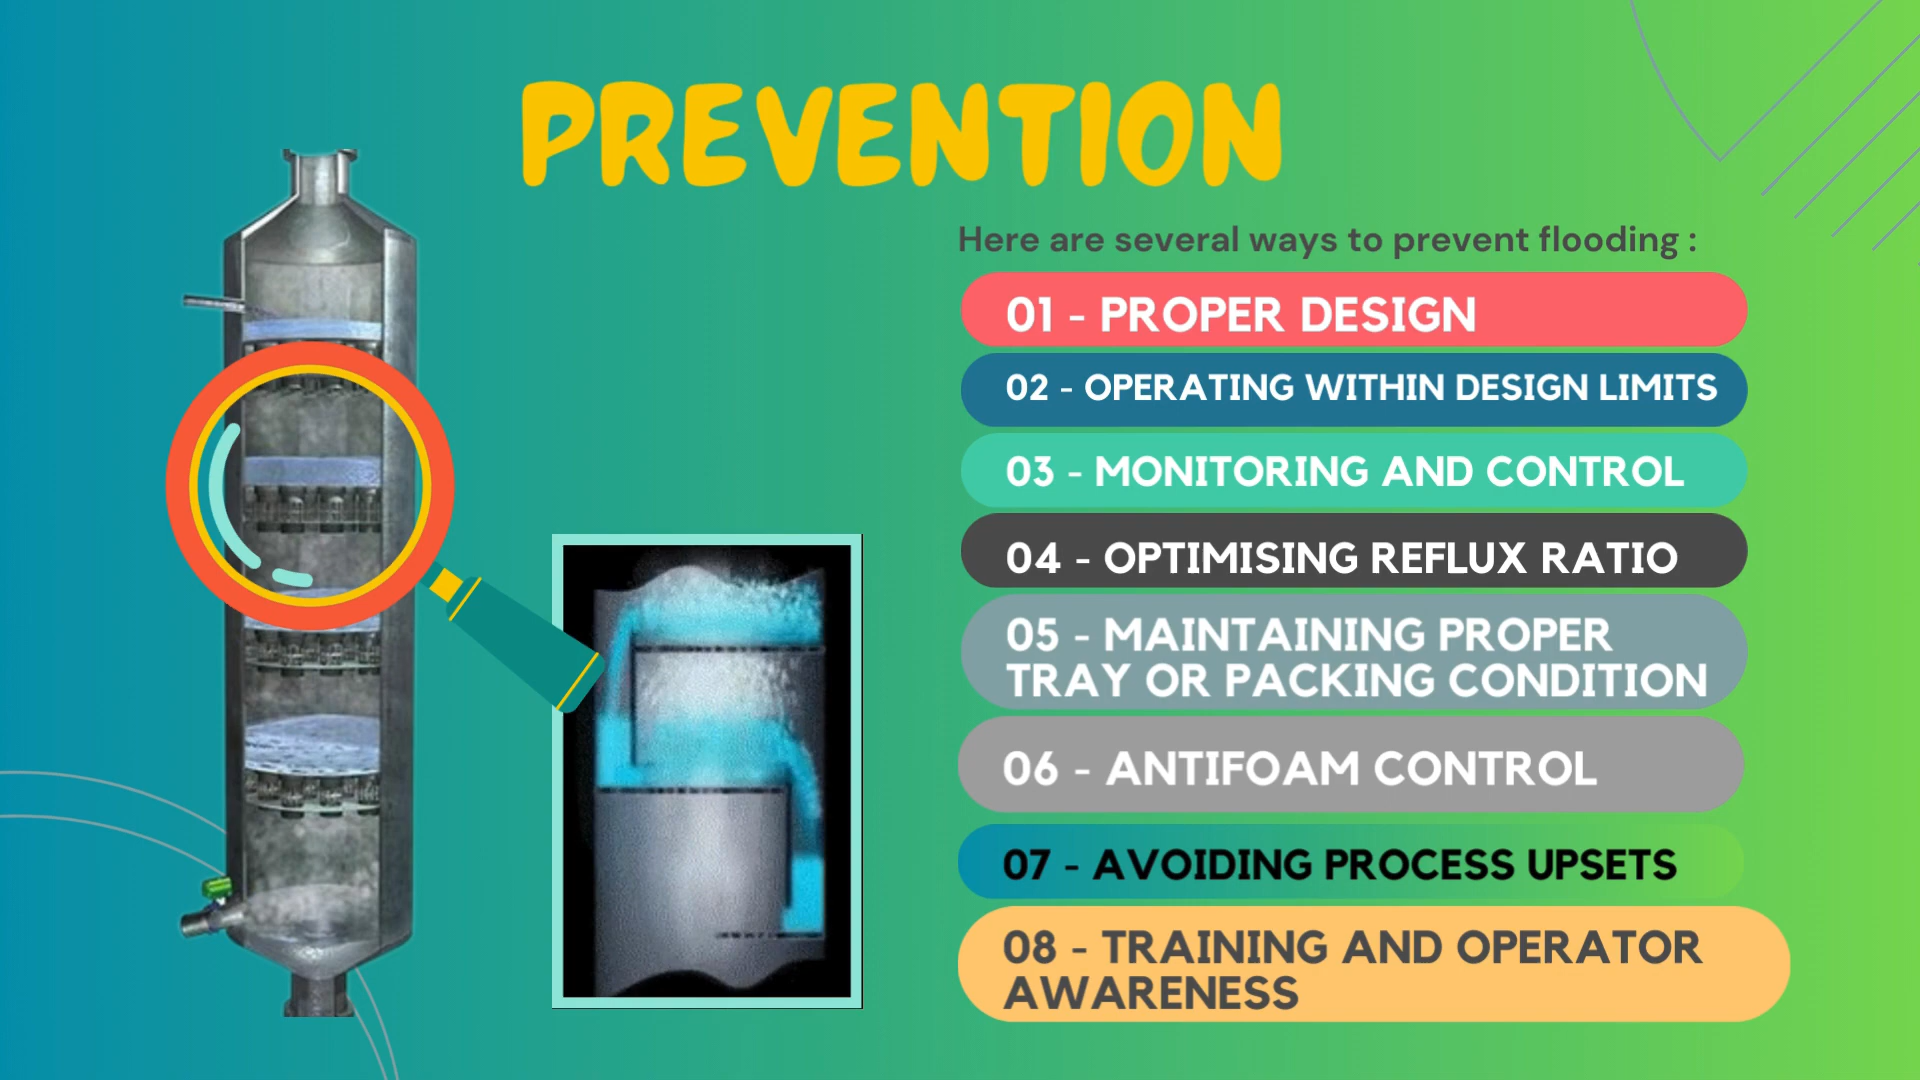 PREVENTION
Here are several ways to prevent flooding :
01 - PROPER DESIGN
02 - OPERATING WITHIN DESIGN LIMITS
03 - MONITORING AND CONTROL
04 - OPTIMISING REFLUX RATIO
05 - MAINTAINING PROPER
TRAY OR PACKING CONDITION
06 - ANTIFOAM CONTROL
07 - AVOIDING PROCESS UPSETS
08 - TRAINING AND OPERATOR
AWARENESS